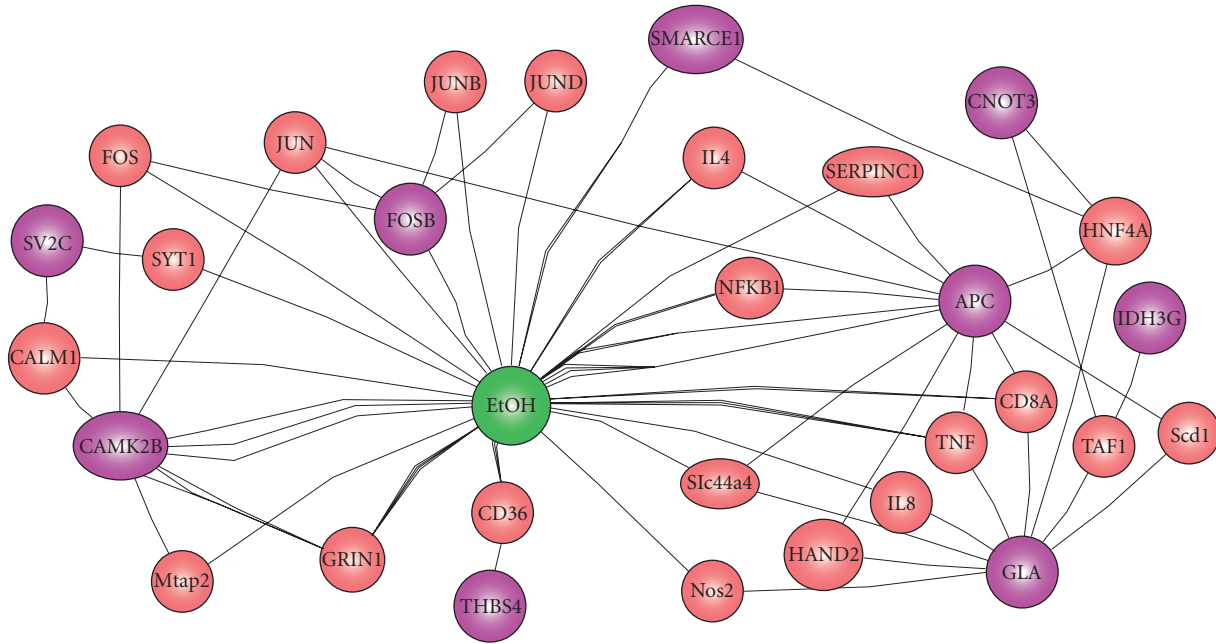 SMARCE1
JUNB
JUND
CNOT3
FOS
JUN
IL4
SERPINC1
FOSB
HNF4A
SV2C
SYT1
NFKB1
APC
IDH3G
CALM1
EtOH
CD8A
CAMK2B
TNF
TAF1
Scd1
SIc44a4
IL8
CD36
HAND2
GRIN1
Mtap2
Nos2
GLA
THBS4